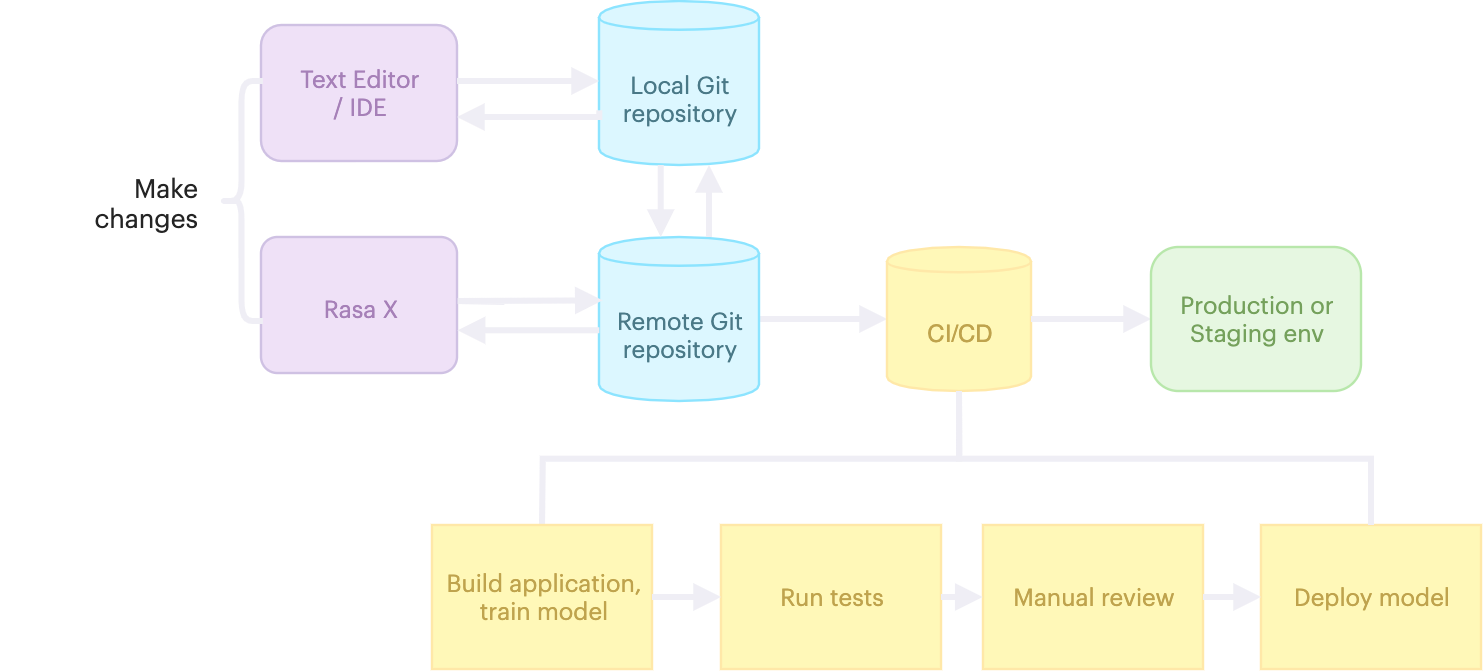 Text Editor
/ IDE
Local Git
repository
Make
changes
Rasa X
Remote Git
repository
CI/CD
Production or
Staging env
Build application,
train model
Run tests
Manual review
Deploy model